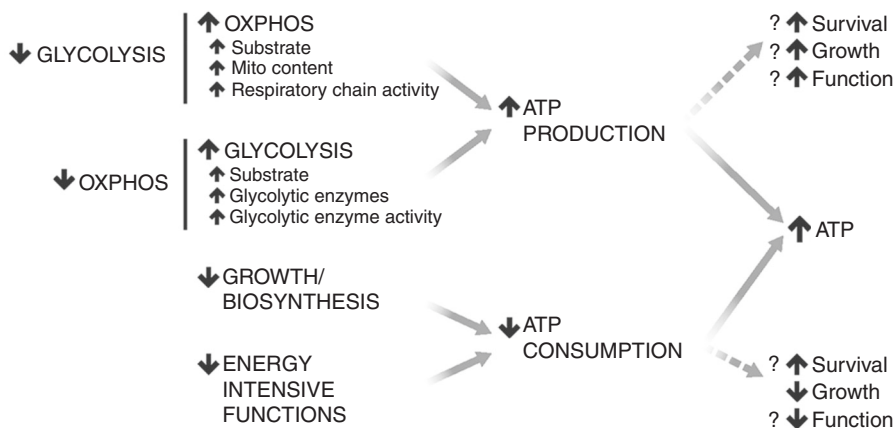 GLYCOLYSIS
OXPHOS
Substrate
Mito content
Respiratory chain activity
OXPHOS
GLYCOLYSIS
Substrate
Glycolytic enzymes
Glycolytic enzyme activity
GROWTH/
BIOSYNTHESIS
ENERGY
INTENSIVE
FUNCTIONS
ATP
PRODUCTION
ATP
CONSUMPTION
? Survival
? Growth
? Function
ATP
? Survival
Growth
? Function